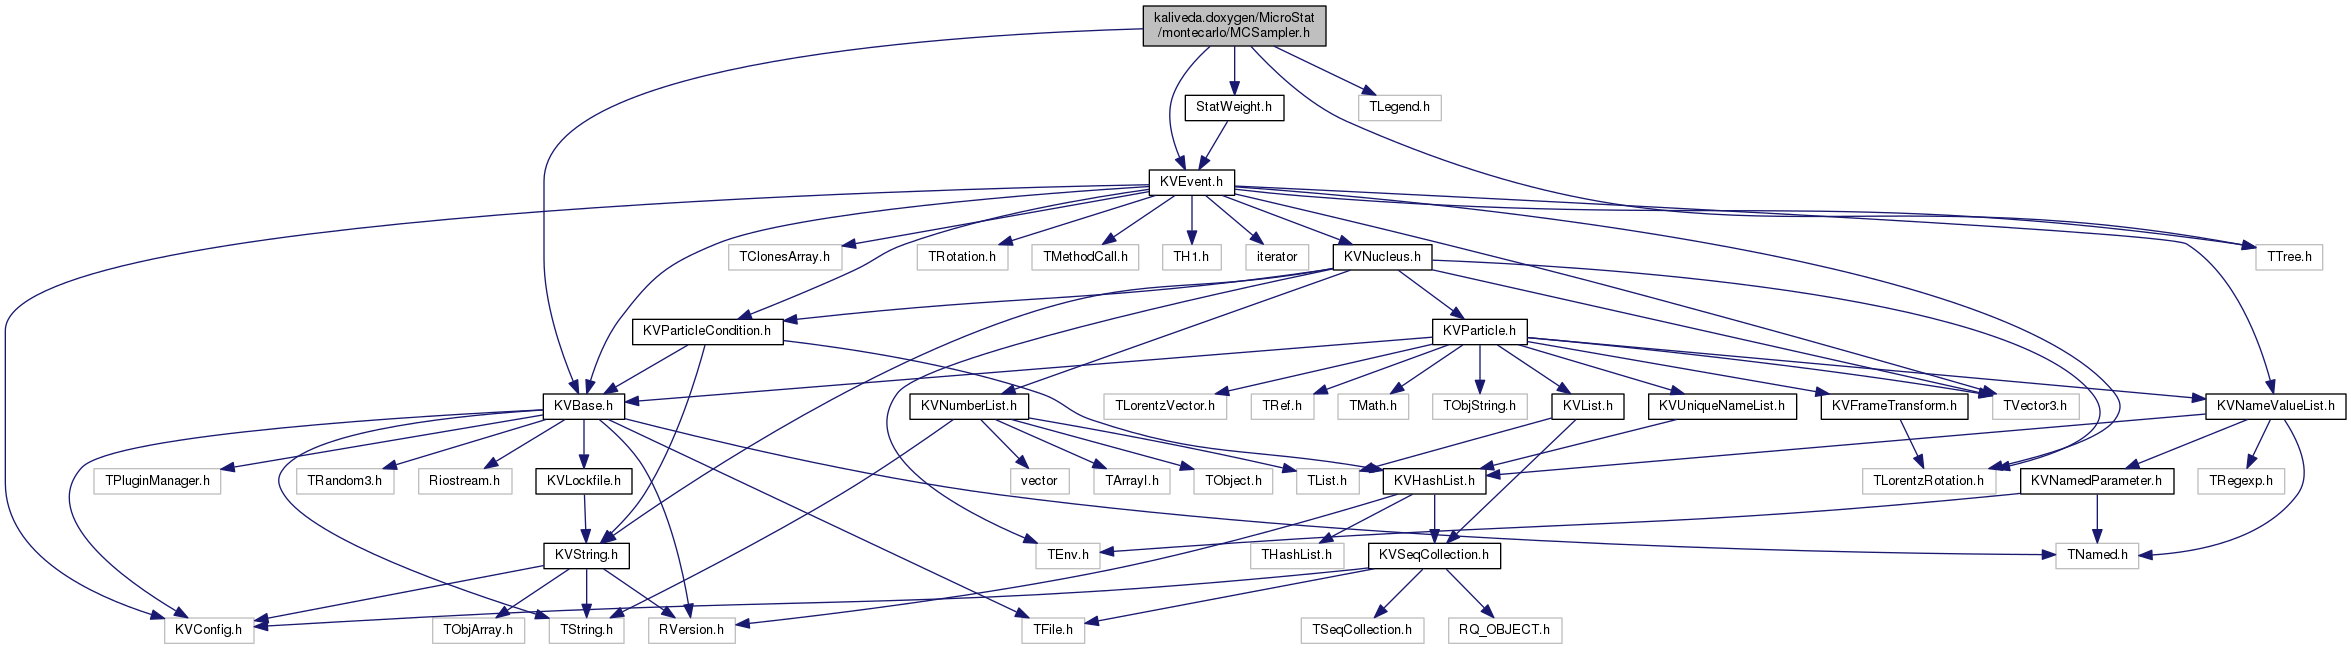 kaliveda.doxygen/MicroStat
/montecarlo/MCSampler.h
StatWeight.h
TLegend.h
KVEvent.h
TClonesArray.h
TRotation.h
TMethodCall.h
TH1.h
iterator
KVNucleus.h
TTree.h
KVParticleCondition.h
KVParticle.h
KVBase.h
KVNumberList.h
TLorentzVector.h
TRef.h
TMath.h
TObjString.h
KVList.h
KVUniqueNameList.h
KVFrameTransform.h
TVector3.h
KVNameValueList.h
TPluginManager.h
TRandom3.h
Riostream.h
KVLockfile.h
vector
TArrayI.h
TObject.h
TList.h
KVHashList.h
TLorentzRotation.h
KVNamedParameter.h
TRegexp.h
KVString.h
TEnv.h
THashList.h
KVSeqCollection.h
TNamed.h
KVConfig.h
TObjArray.h
TString.h
RVersion.h
TFile.h
TSeqCollection.h
RQ_OBJECT.h